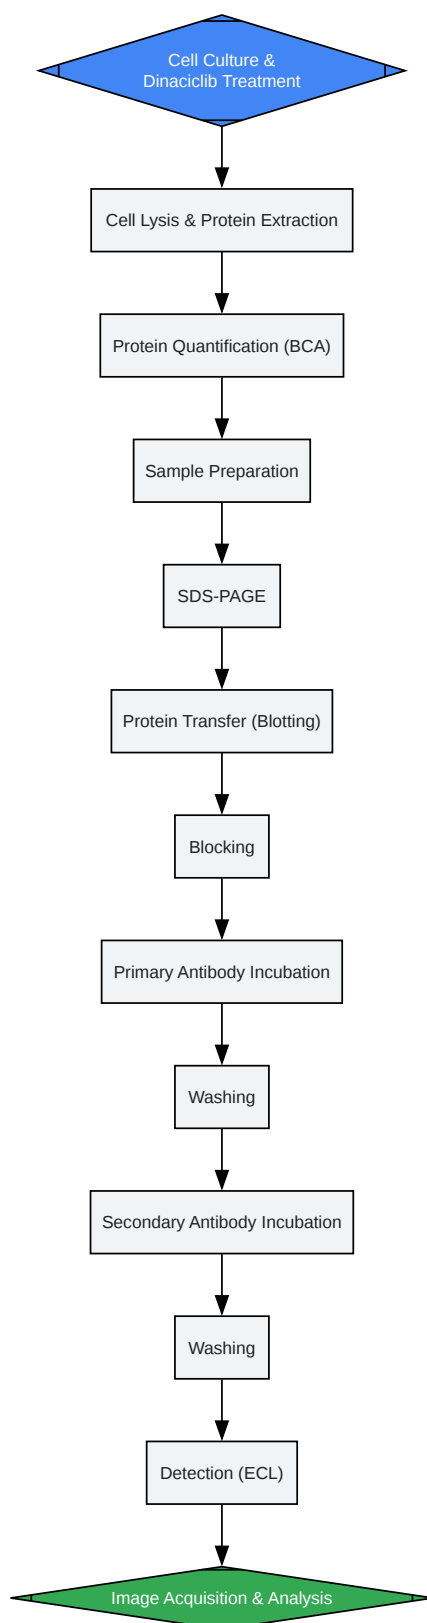 Cell Culture &
Dinaciclib Treatment
Cell Lysis & Protein Extraction
Protein Quantification (BCA)
Sample Preparation
SDS-PAGE
Protein Transfer (Blotting)
Blocking
Primary Antibody Incubation
Washing
Secondary Antibody Incubation
Washing
Detection (ECL)
Image Acquisition & Analysis